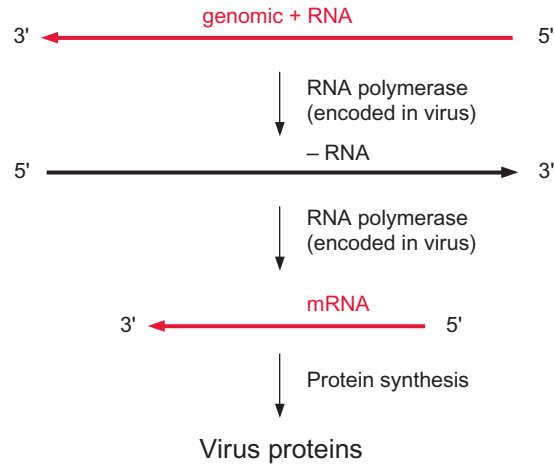 genomic + RNA
3' 5'
RNA polymerase
(encoded in virus)
– RNA
5' 3'
RNA polymerase
(encoded in virus)
mRNA
3' 5'
Protein synthesis
Virus proteins